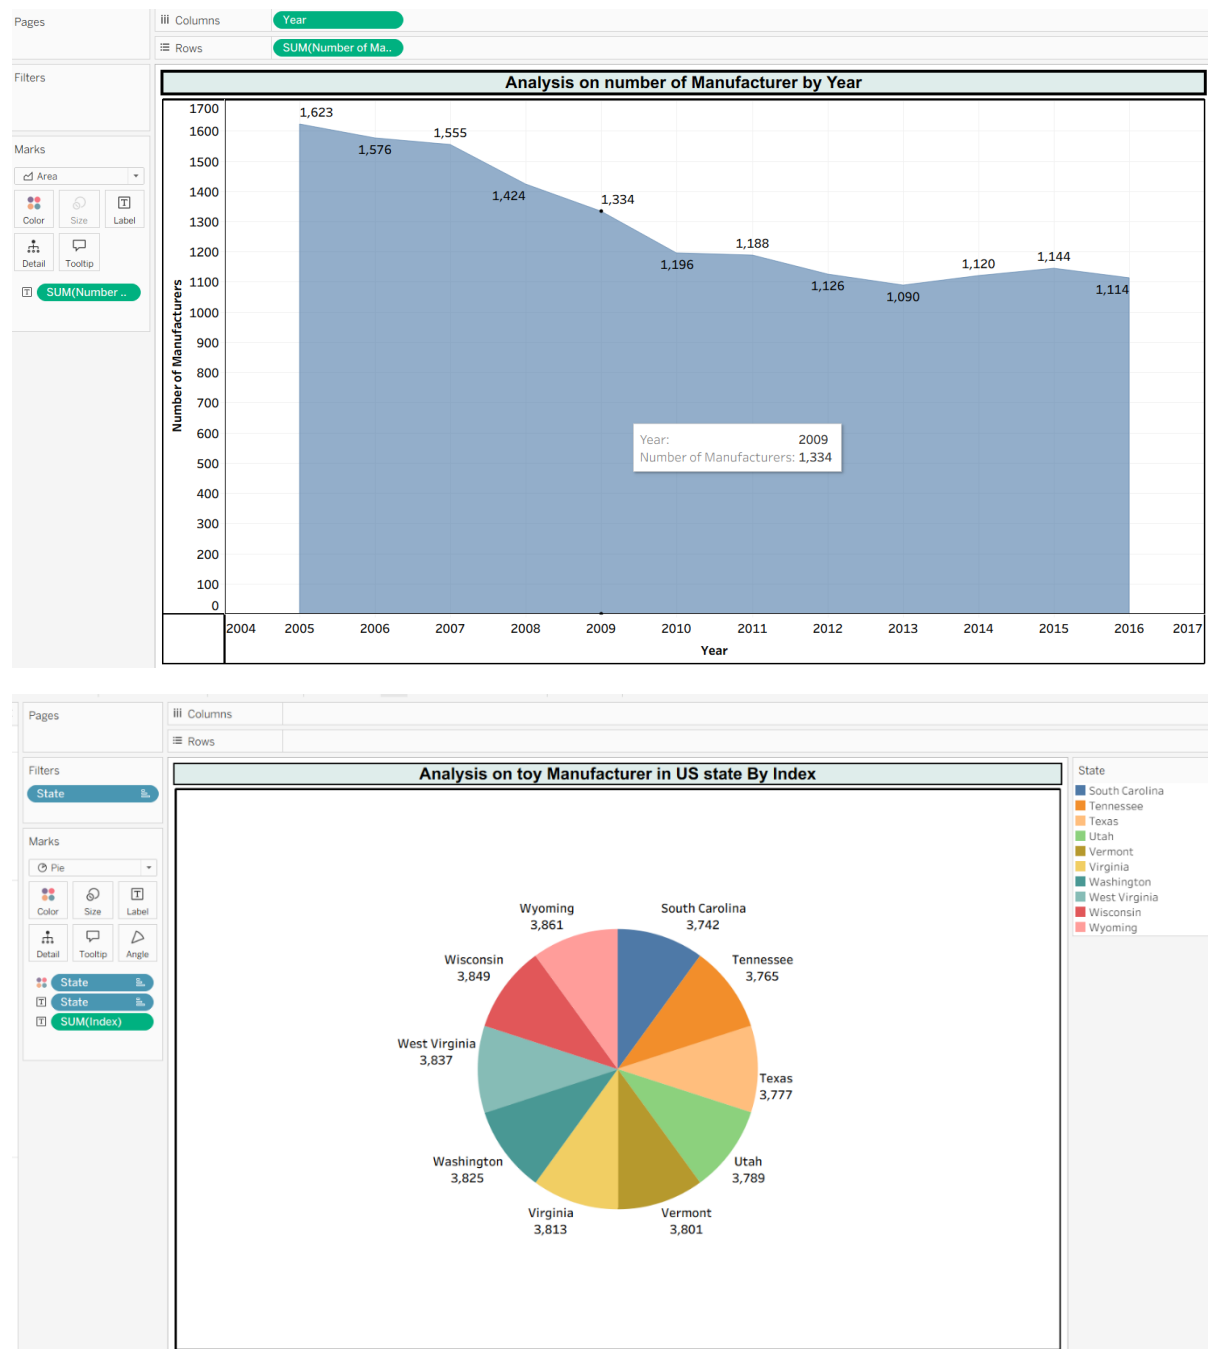 Pages
Columns
Year
Rows
SUM(Number of Ma..
Filters
Analysis on number of Manufacturer by Year
Marks
Area
Color
Size
Label
Detail
Tooltip
SUM(Number ..
Number of Manufacturers
1700
1600
1500
1400
1300
1200
1100
1000
900
800
700
600
500
400
300
200
100
0
1,623
1,576
1,555
1,424
1,334
1,196
1,188
1,126
1,090
1,120
1,144
1,114
Year: 2009
Number of Manufacturers: 1,334
2004 2005 2006 2007 2008 2009 2010 2011 2012 2013 2014 2015 2016 2017
Year
Pages
Columns
Rows
Filters
State
Analysis on toy Manufacturer in US state By Index
Marks
Pie
Color
Size
Label
Detail
Tooltip
Angle
State
State
SUM(Index)
Wyoming
3,861
South Carolina
3,742
Wisconsin
3,849
Tennessee
3,765
West Virginia
3,837
Texas
3,777
Washington
3,825
Utah
3,789
Virginia
3,813
Vermont
3,801
State
South Carolina
Tennessee
Texas
Utah
Vermont
Virginia
Washington
West Virginia
Wisconsin
Wyoming